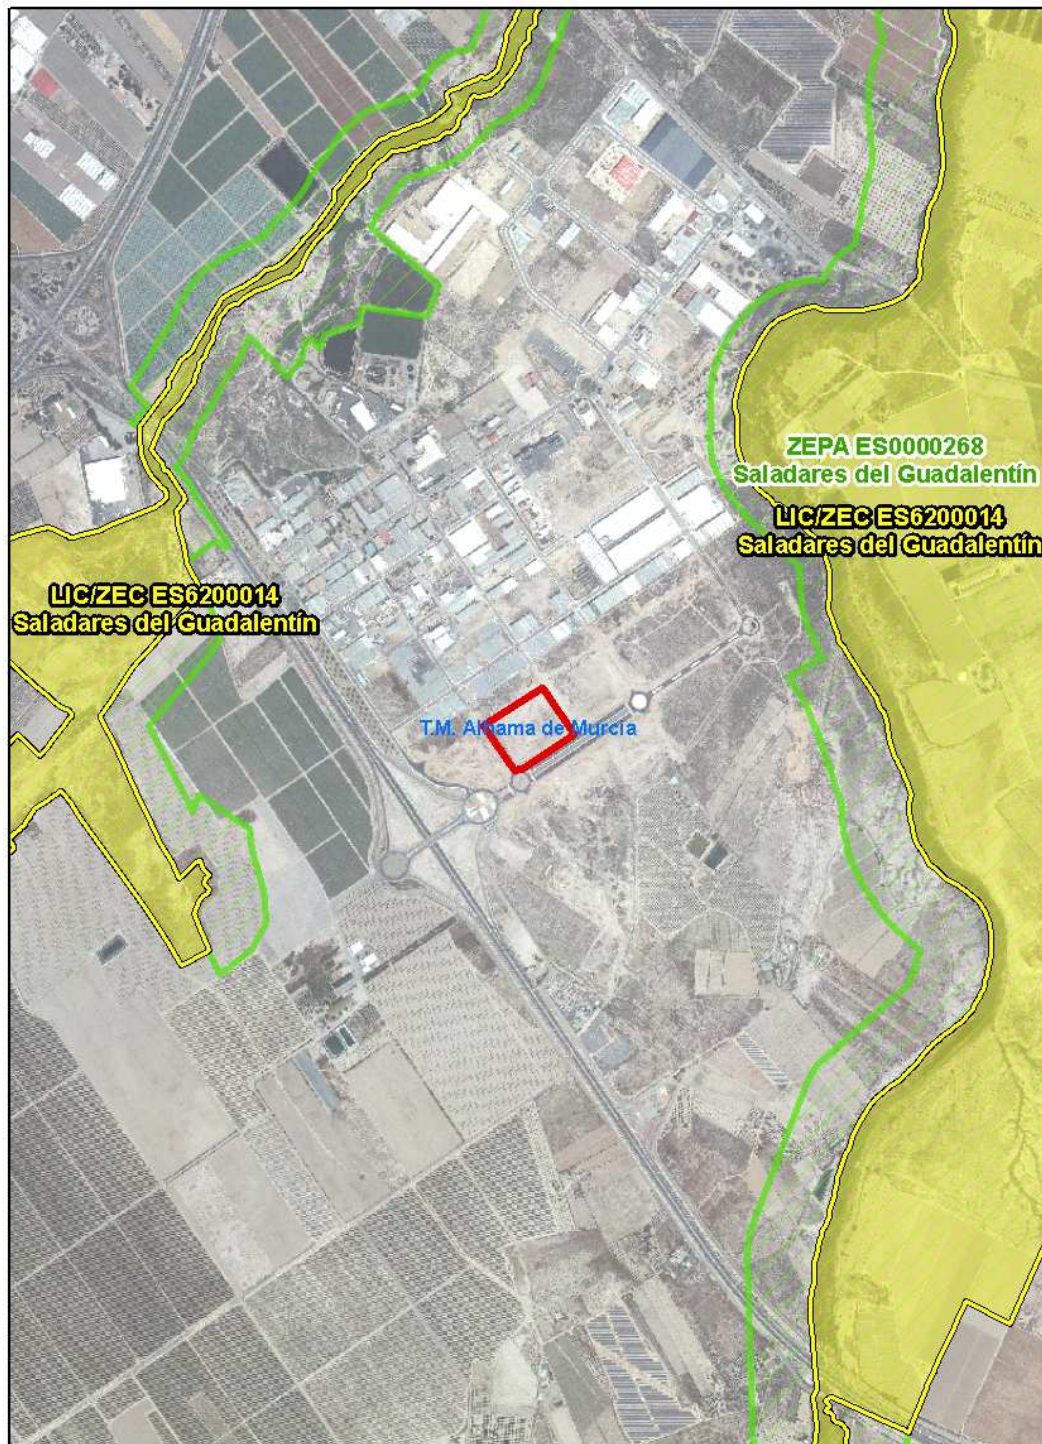 ZEPA ES0000268
Saladares del Guadalentín
LIC/ZEC ES6200014
Saladares del Guadalentín
LIC/ZEC ES6200014
Saladares del Guadalentín
T.M. Alhama de Murcia